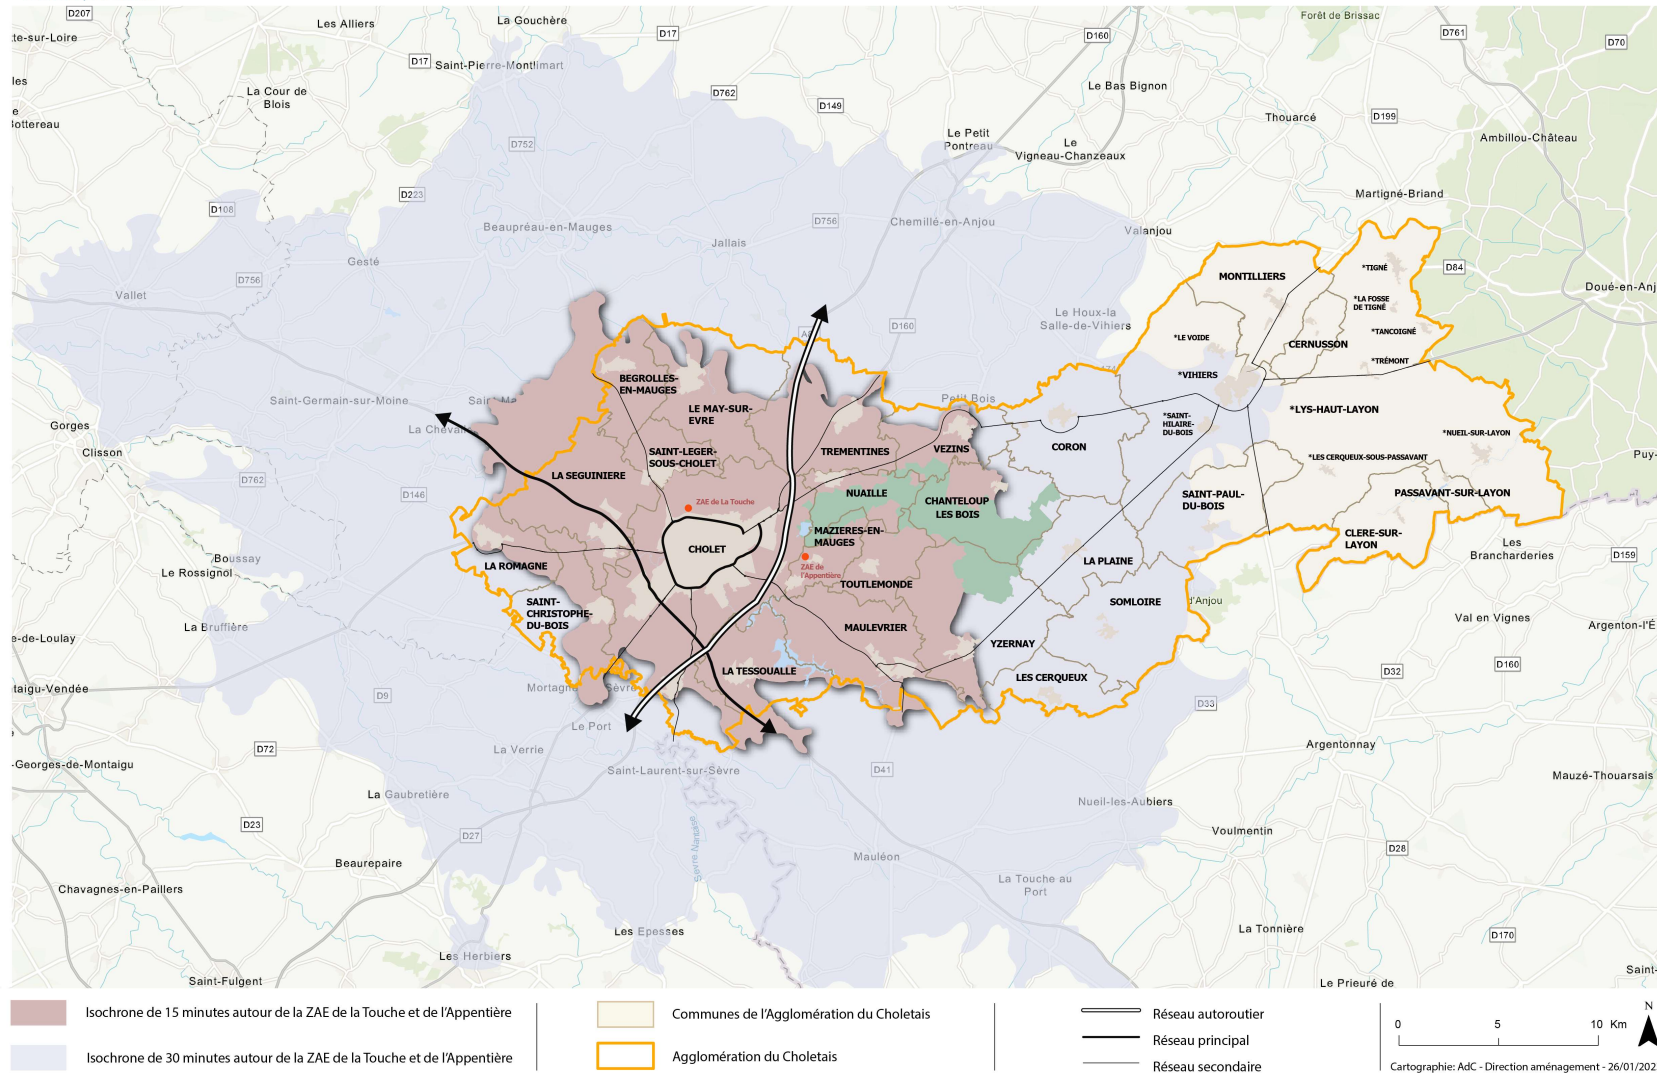 D207
Les Alliers
La Gouchère
D17
D160
Forêt de Brissac
D761
D70
te-sur-Loire
D17
Saint-Pierre-Montlimart
les
La Cour de
Blois
D762
D149
Le Bas Bignon
Thouarcé
D199
Bottereau
Le Petit
Pontreau
Le
Vigneau-Chanzeaux
Ambillou-Château
D752
D223
Martigné-Briand
D108
Beaupréau-en-Mauges
D756
Chemillé-en-Anjou
Valanjou
Jallais
Gesté
D756
Vallet
MONTILLIERS
*TIGNÉ
D84
Doué-en-Anj
*LA FOSSE
DE TIGNÉ
Le Houx-la
Salle-de-Vihiers
D160
*TANCOIGNÉ
*LE VOIDE
CERNUSSON
*TRÉMONT
BEGROLLES-
EN-MAUGES
*VIHIERS
Saint-Germain-sur-Moine
Saint-Ma
Petit Bois
LE MAY-SUR-
EVRE
*SAINT-
HILAIRE-
DU-BOIS
*LYS-HAUT-LAYON
Gorges
La Cheval
*NUEIL-SUR-LAYON
Clisson
SAINT-LEGER-
SOUS-CHOLET
TREMENTINES
VEZINS
CORON
*LES CERQUEUX-SOUS-PASSAVANT
Puy-
LA SEGUINIERE
D762
D146
NUAILLE
CHANTELOUP
LES BOIS
SAINT-PAUL-
DU-BOIS
PASSAVANT-SUR-LAYON
ZAE de La Touche
MAZIERES-EN-
MAUGES
CLERE-SUR-
LAYON
CHOLET
Les
Brancharderies
D159
Boussay
Le Rossignol
LA ROMAGNE
ZAE de
l'Appentière
LA PLAINE
TOUTLEMONDE
SAINT-
CHRISTOPHE-
DU-BOIS
SOMLOIRE
d'Anjou
Val en Vignes
Argenton-l'É
La Bruffière
MAULEVRIER
e-de-Loulay
YZERNAY
LA TESSOUALLE
LES CERQUEUX
D32
D160
taigu-Vendée
D9
Mortagne
Sèvre
D33
Le Port
D72
La Verrie
Argentonnay
-Georges-de-Montaigu
Saint-Laurent-sur-Sèvre
D41
Mauzé-Thouarsais
La Gaubretière
Nueil-les-Aubiers
D23
D27
Voulmentin
Sèvre Nantaise
Beaurepaire
Mauléon
D28
Chavagnes-en-Paillers
La Touche au
Port
Les Epesses
La Tonnière
D170
Les Herbiers
Saint-Fulgent
Le Prieuré de
Saint-
Isochrone de 15 minutes autour de la ZAE de la Touche et de l'Appentière
Isochrone de 30 minutes autour de la ZAE de la Touche et de l'Appentière
Communes de l'Agglomération du Choletais
Agglomération du Choletais
Réseau autoroutier
Réseau principal
Réseau secondaire
0 5 10 Km
N
Cartographie: AdC - Direction aménagement - 26/01/202